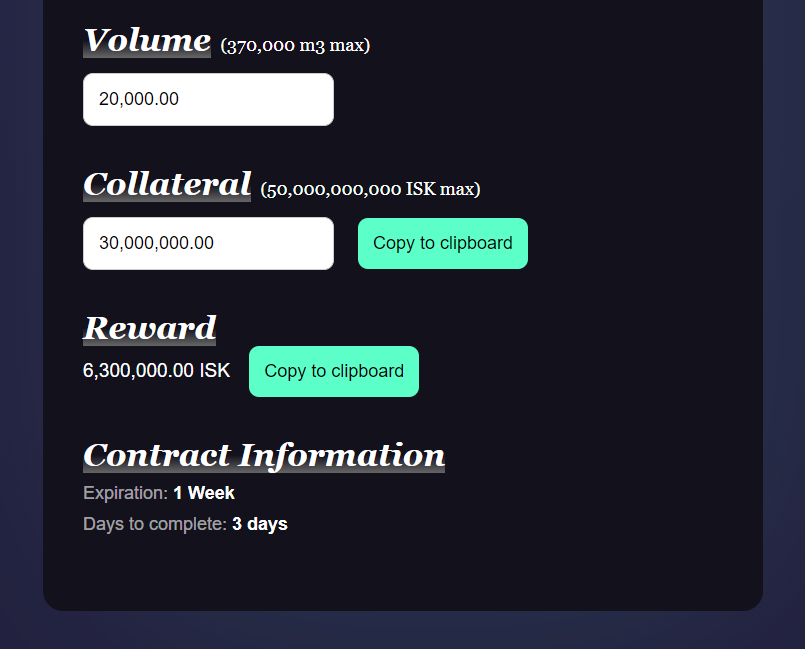 Volume (370,000 m3 max)
20,000.00
Collateral (50,000,000,000 ISK max)
30,000,000.00 Copy to clipboard
Reward
6,300,000.00 ISK Copy to clipboard
Contract Information
Expiration: 1 Week
Days to complete: 3 days